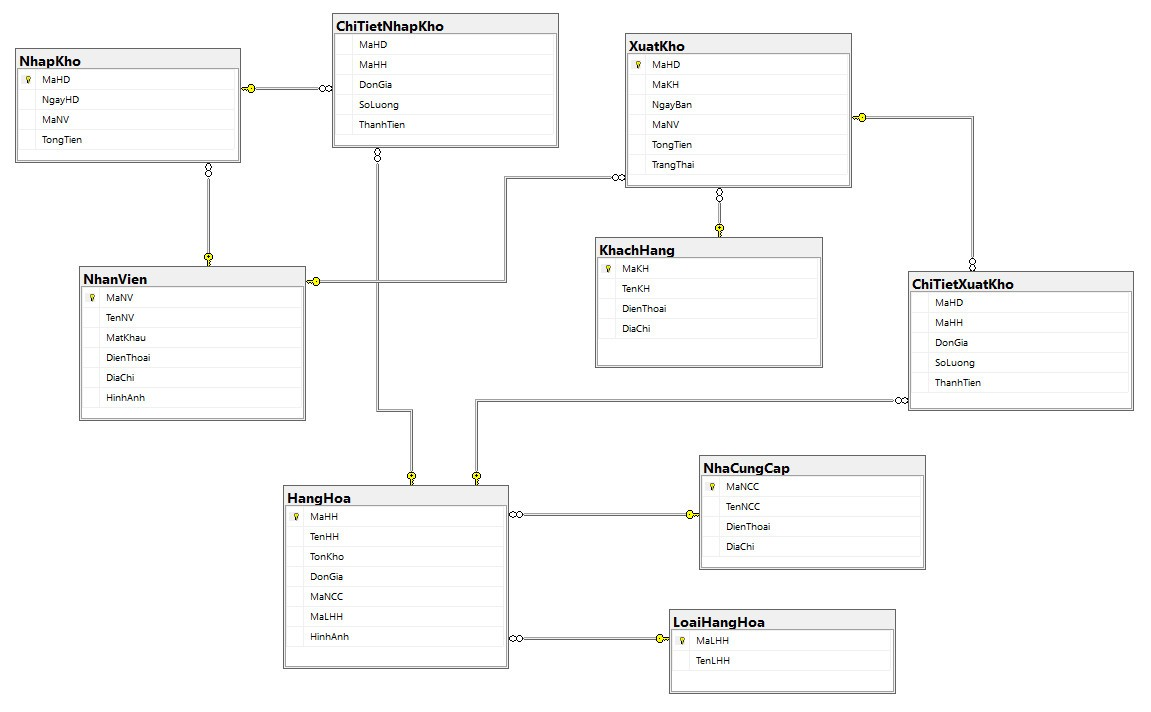 NhapKho
MaHD
NgayHD
MaNV
TongTien
ChiTietNhapKho
MaHD
MaHH
DonGia
SoLuong
ThanhTien
XuatKho
MaHD
MaKH
NgayBan
MaNV
TongTien
TrangThai
NhanVien
MaNV
TenNV
MatKhau
DienThoai
DiaChi
HinhAnh
KhachHang
MaKH
TenKH
DienThoai
DiaChi
ChiTietXuatKho
MaHD
MaHH
DonGia
SoLuong
ThanhTien
HangHoa
MaHH
TenHH
TonKho
DonGia
MaNCC
MaLHH
HinhAnh
NhaCungCap
MaNCC
TenNCC
DienThoai
DiaChi
LoaiHangHoa
MaLHH
TenLHH